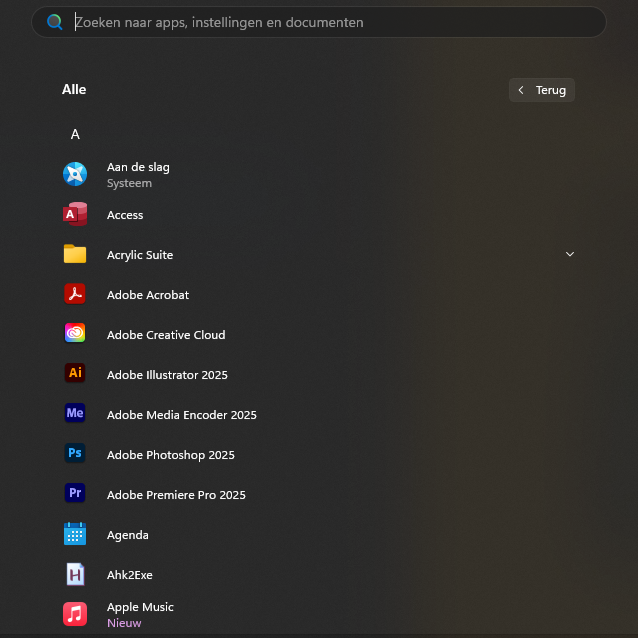 Zoeken naar apps, instellingen en documenten
Alle
Terug
A
Aan de slag
Systeem
A
Access
Acrylic Suite
Adobe Acrobat
Adobe Creative Cloud
Ai
Adobe Illustrator 2025
Me
Adobe Media Encoder 2025
Ps
Adobe Photoshop 2025
Pr
Adobe Premiere Pro 2025
Agenda
H
Ahk2Exe
Apple Music
Nieuw